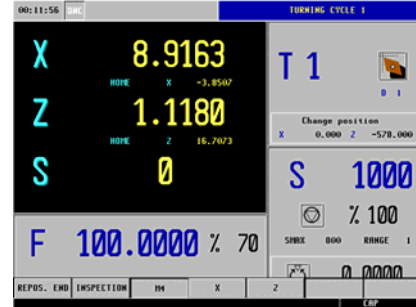 00:11:56 DNC TURNING CYCLE 1
X 8.9163
HOME X -3.8507
Z 1.1180
HOME Z 16.7073
S 0
F 100.0000 % 70
T 1
D 1
Change position
X 0.000 Z -578.000
S 1000
% 100
SMAX 800 RANGE 1
0.0000
REPOS. END INSPECTION M4 X Z
CAP